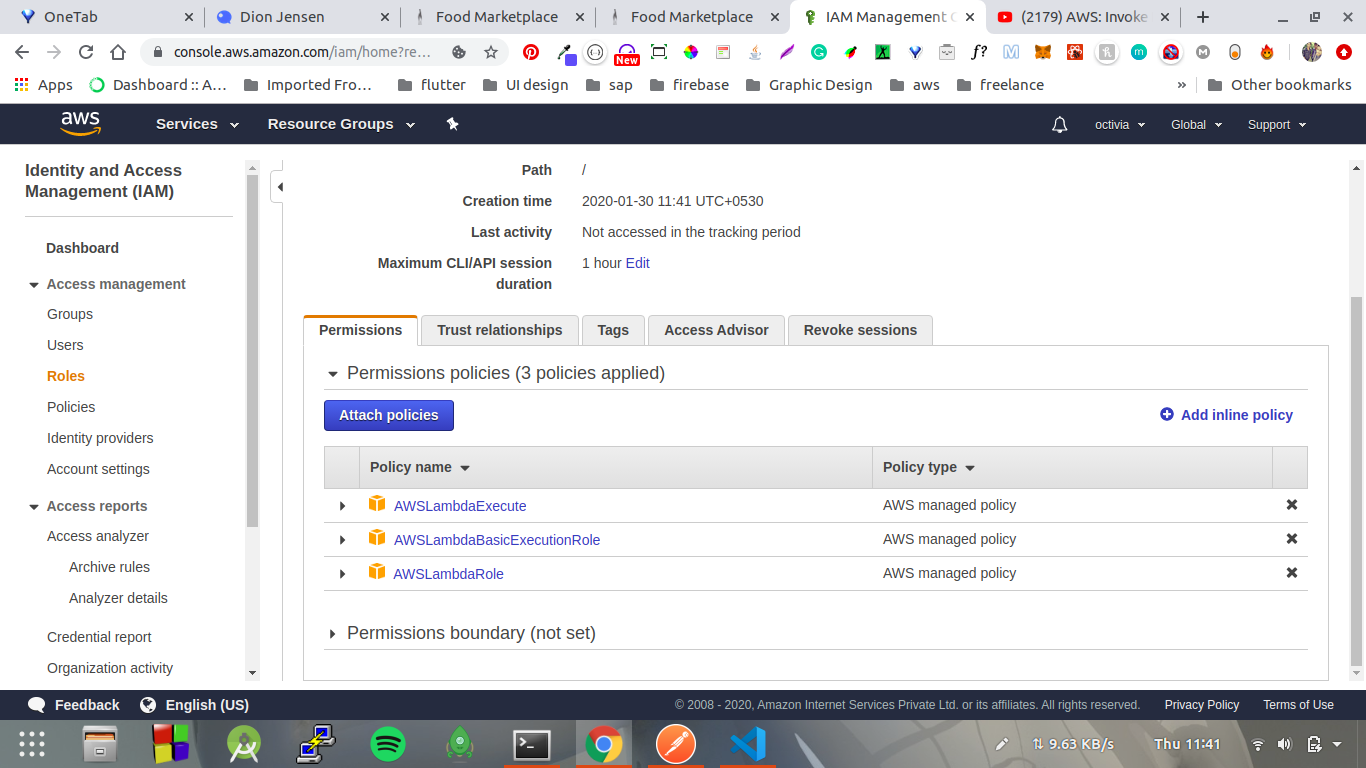 OneTab
Dion Jensen
Food Marketplace
Food Marketplace
IAM Management C
(2179) AWS: Invoke
console.aws.amazon.com/iam/home?re…
New
f?
Apps
Dashboard :: A…
Imported Fro…
flutter
UI design
sap
firebase
Graphic Design
aws
freelance
»
Other bookmarks
aws
Services
Resource Groups
octivia
Global
Support
Identity and Access
Management (IAM)
Dashboard
Access management
Groups
Users
Roles
Policies
Identity providers
Account settings
Access reports
Access analyzer
Archive rules
Analyzer details
Credential report
Organization activity
Path
/
Creation time
2020-01-30 11:41 UTC+0530
Last activity
Not accessed in the tracking period
Maximum CLI/API session
duration
1 hour Edit
Permissions
Trust relationships
Tags
Access Advisor
Revoke sessions
Permissions policies (3 policies applied)
Attach policies
Add inline policy
Policy name
Policy type
AWSLambdaExecute
AWS managed policy
AWSLambdaBasicExecutionRole
AWS managed policy
AWSLambdaRole
AWS managed policy
Permissions boundary (not set)
Feedback
English (US)
© 2008 - 2020, Amazon Internet Services Private Ltd. or its affiliates. All rights reserved.
Privacy Policy
Terms of Use
9.63 KB/s
Thu 11:41